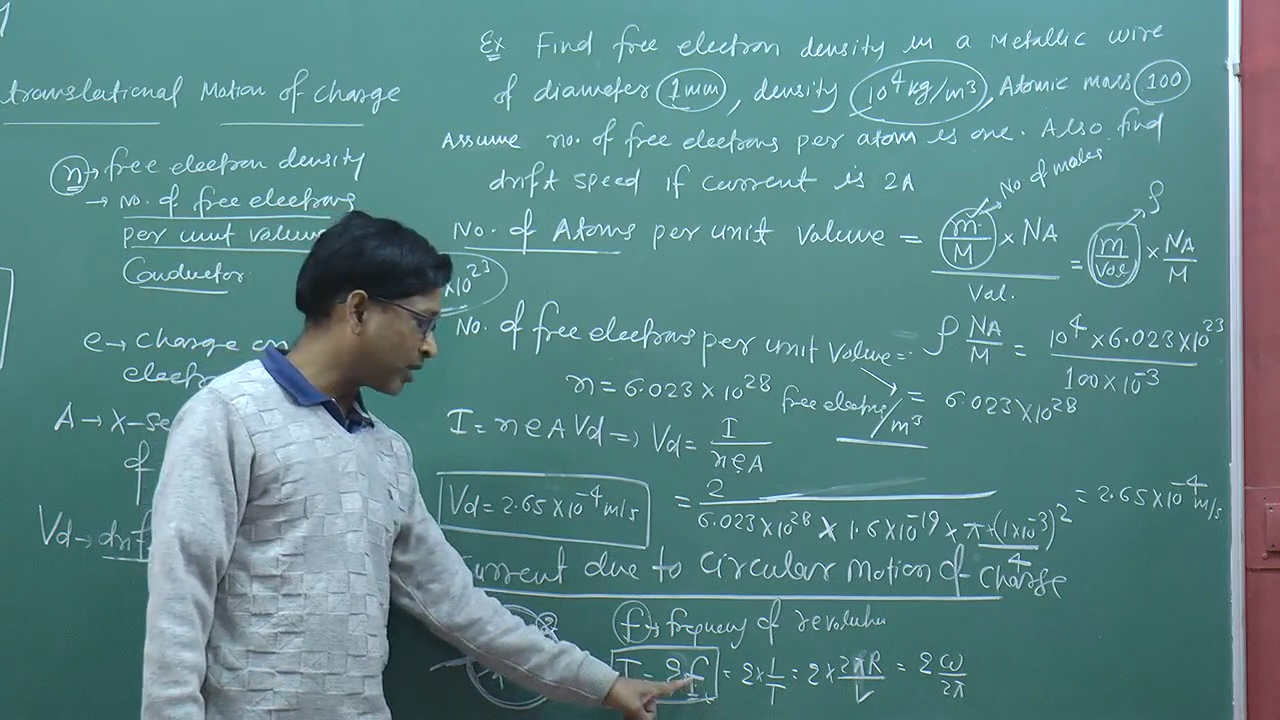 translational Motion of Charge
n → free electron density
→ No. of free electrons
per unit volume
Conductor
e → Charge on
A → X-se
of
Vd → drif
Ex Find free electron density in a Metallic wire
of diameter 1mm, density 10⁴ kg/m³, Atomic mass 100
Assume no. of free electrons per atom is one. Also find
drift speed if current is 2A
No. of moles
No. of Atoms per unit Volume = m/M × NA / Vol. = m/Vol × NA/M
ρ
×10²³
No. of free electrons per unit Volume = ρ NA/M = 10⁴ × 6.023×10²³ / 100×10⁻³
n = 6.023 × 10²⁸ free electrons/m³ = 6.023×10²⁸
I = neAVd ⇒ Vd = I/neA
Vd = 2.65×10⁻⁴ m/s = 2 / 6.023×10²⁸ × 1.6×10⁻¹⁹ × π × (1×10⁻³)²/4 = 2.65×10⁻⁴ m/s
urrent due to Circular Motion of Charge
f → frequency of revolution
I = qf = q × 1/T = q × 2πR/V = q ω/2π